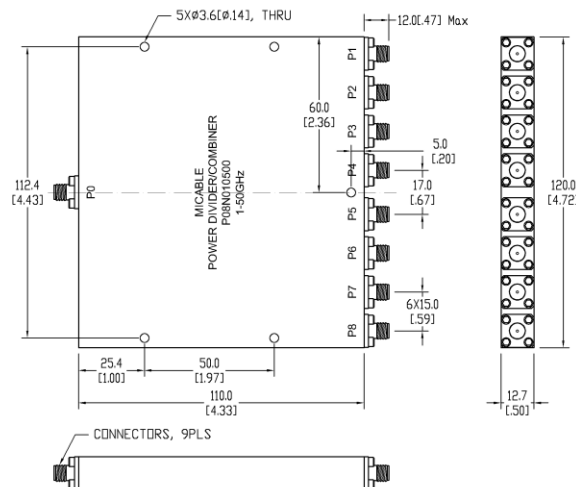 5XØ3.6[Ø.14], THRU
12.0[.47] Max
P1
P2
P3
P4
P5
P6
P7
P8
P0
60.0
[2.36]
5.0
[.20]
17.0
[.67]
112.4
[4.43]
120.0
[4.72]
MICABLE
POWER DIVIDER/COMBINER
P08N010500
1-50GHz
6X15.0
[.59]
25.4
[1.00]
50.0
[1.97]
110.0
[4.33]
12.7
[.50]
CONNECTORS, 9PLS